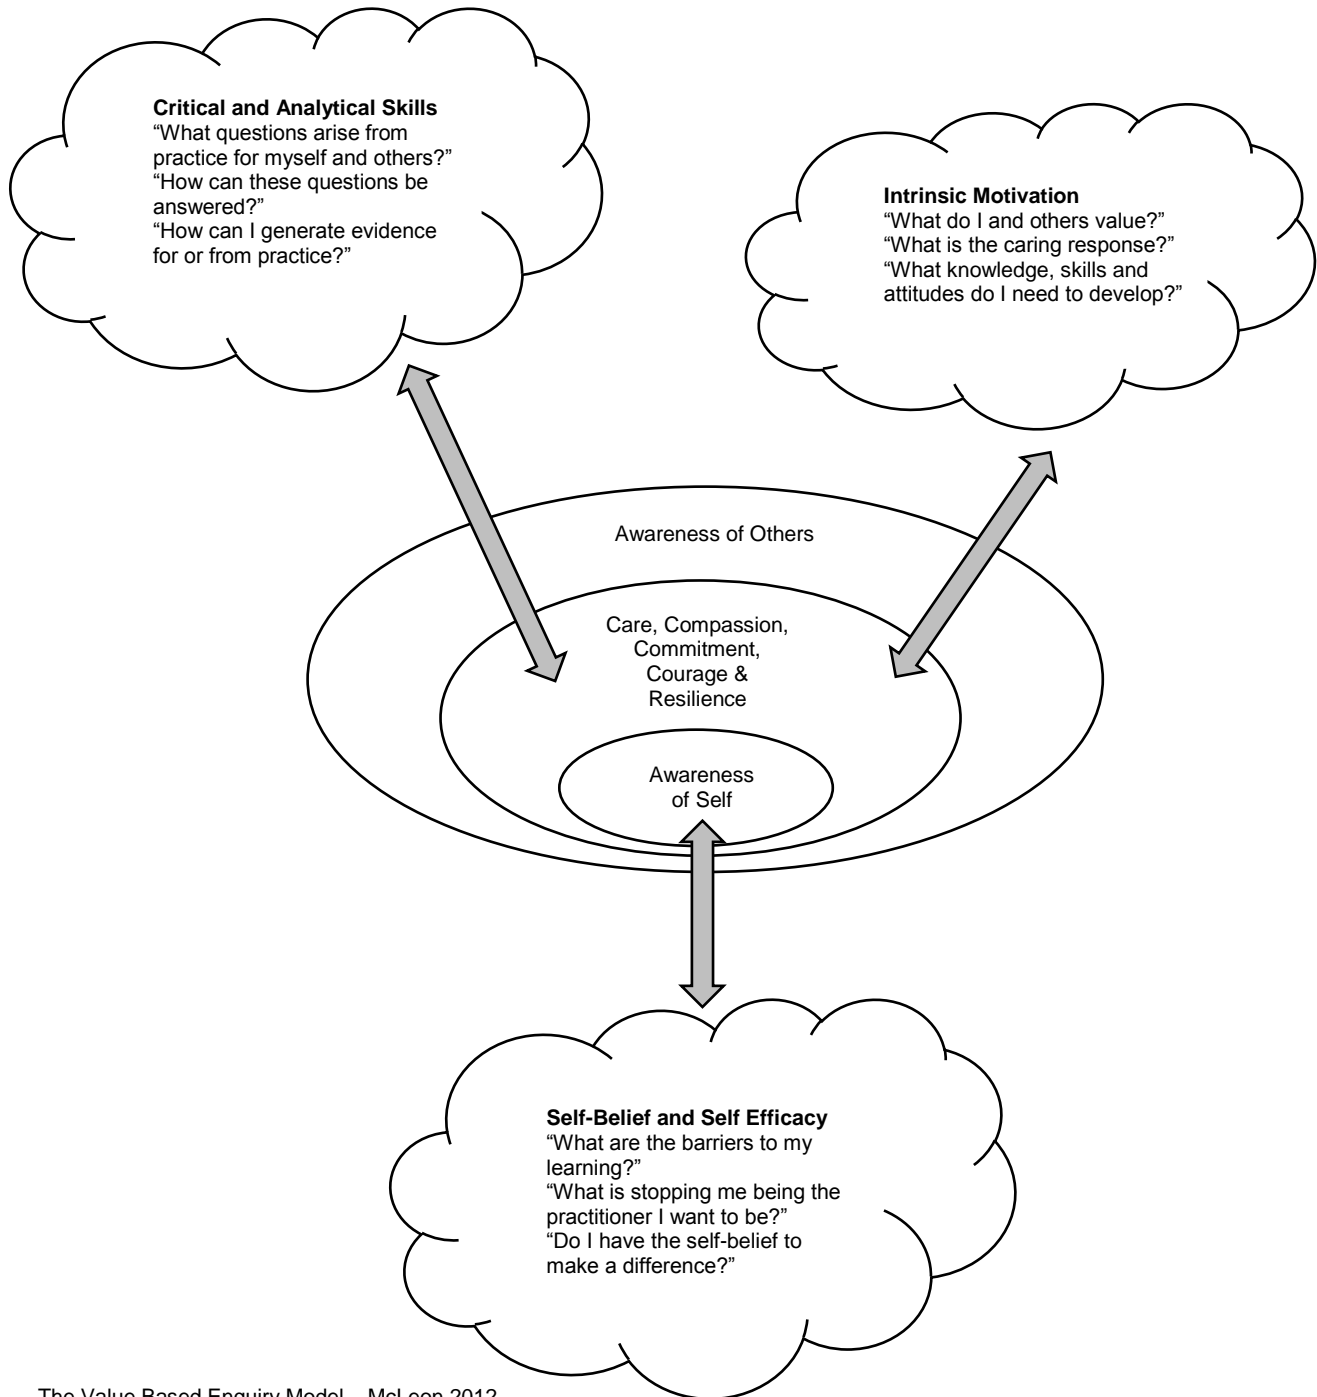 Critical and Analytical Skills
“What questions arise from
practice for myself and others?”
“How can these questions be
answered?”
“How can I generate evidence
for or from practice?”
Intrinsic Motivation
“What do I and others value?”
“What is the caring response?”
“What knowledge, skills and
attitudes do I need to develop?”
Awareness of Others
Care, Compassion,
Commitment,
Courage &
Resilience
Awareness
of Self
Self-Belief and Self Efficacy
“What are the barriers to my
learning?”
“What is stopping me being the
practitioner I want to be?”
“Do I have the self-belief to
make a difference?”
The Value Based Enquiry Model – McLean 2012